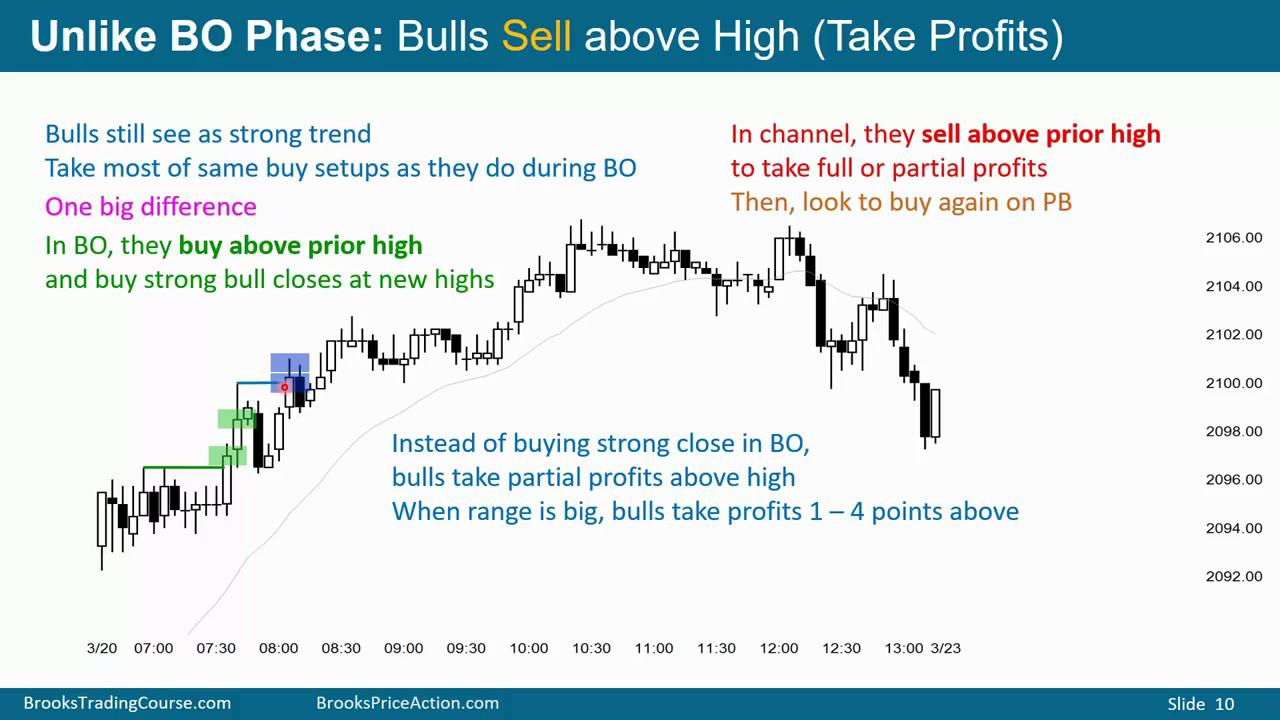 Unlike BO Phase: Bulls Sell above High (Take Profits)
Bulls still see as strong trend
Take most of same buy setups as they do during BO
One big difference
In BO, they buy above prior high
and buy strong bull closes at new highs
In channel, they sell above prior high
to take full or partial profits
Then, look to buy again on PB
Instead of buying strong close in BO,
bulls take partial profits above high
When range is big, bulls take profits 1 – 4 points above
2106.00
2104.00
2102.00
2100.00
2098.00
2096.00
2094.00
2092.00
3/20 07:00 07:30 08:00 08:30 09:00 09:30 10:00 10:30 11:00 11:30 12:00 12:30 13:00 3/23
BrooksTradingCourse.com BrooksPriceAction.com Slide 10